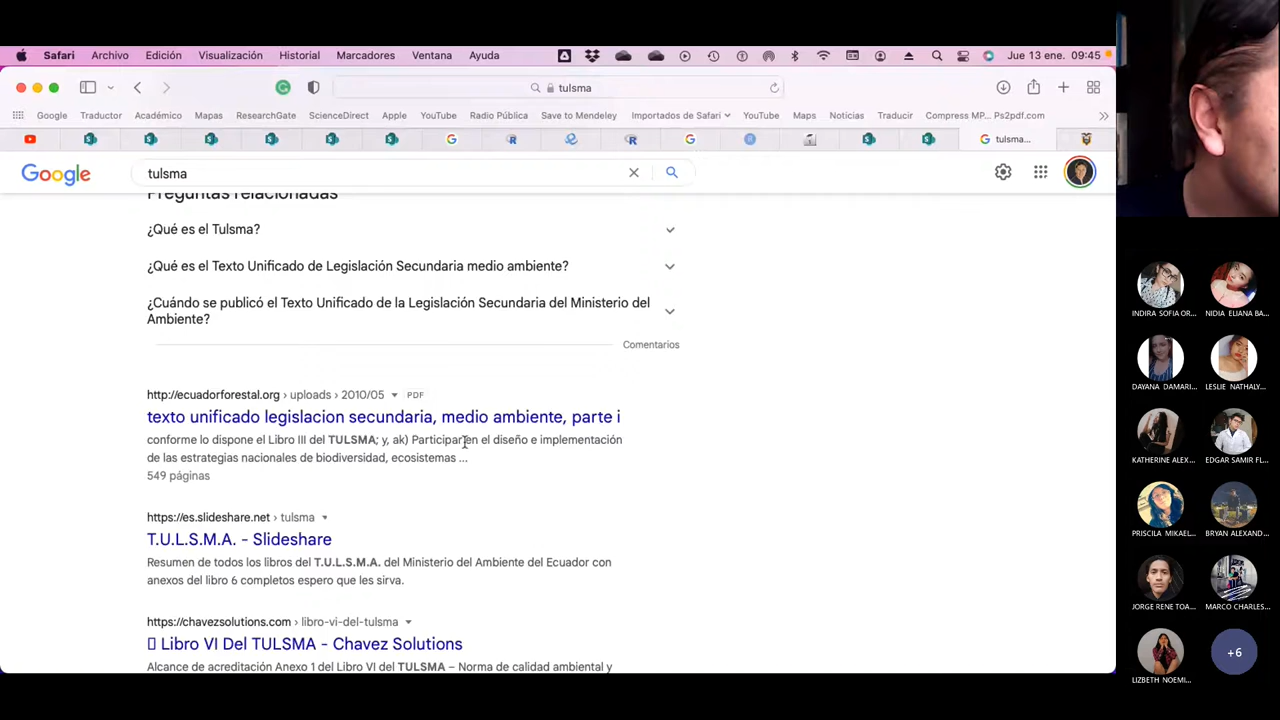 Safari Archivo Edición Visualización Historial Marcadores Ventana Ayuda Jue 13 ene. 09:45
tulsma
Google Traductor Académico Mapas ResearchGate ScienceDirect Apple YouTube Radio Pública Save to Mendeley Importados de Safari YouTube Maps Noticias Traducir Compress MP... Ps2pdf.com
tulsma...
Google tulsma
Preguntas relacionadas
¿Qué es el Tulsma?
¿Qué es el Texto Unificado de Legislación Secundaria medio ambiente?
¿Cuándo se publicó el Texto Unificado de la Legislación Secundaria del Ministerio del
Ambiente?
Comentarios
http://ecuadorforestal.org › uploads › 2010/05 PDF
texto unificado legislacion secundaria, medio ambiente, parte i
conforme lo dispone el Libro III del TULSMA; y, ak) Participar en el diseño e implementación
de las estrategias nacionales de biodiversidad, ecosistemas ...
549 páginas
https://es.slideshare.net › tulsma
T.U.L.S.M.A. - Slideshare
Resumen de todos los libros del T.U.L.S.M.A. del Ministerio del Ambiente del Ecuador con
anexos del libro 6 completos espero que les sirva.
https://chavezsolutions.com › libro-vi-del-tulsma
Libro VI Del TULSMA - Chavez Solutions
Alcance de acreditación Anexo 1 del Libro VI del TULSMA – Norma de calidad ambiental y
INDIRA SOFIA OR... NIDIA ELIANA BA...
DAYANA DAMARI... LESLIE NATHALY...
KATHERINE ALEX... EDGAR SAMIR FL...
PRISCILA MIKAEL... BRYAN ALEXAND...
JORGE RENE TOA... MARCO CHARLES...
LIZBETH NOEMI... +6